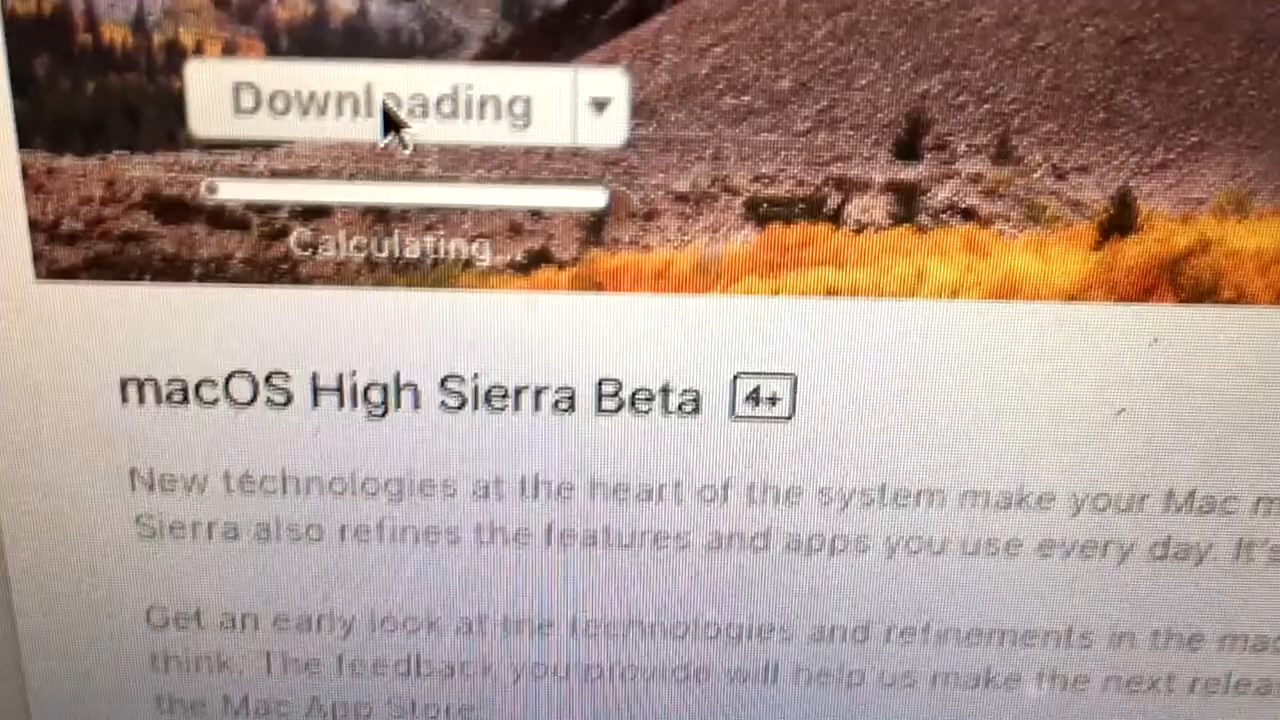 Downloading
Calculating...
macOS High Sierra Beta 4+
New technologies at the heart of the system make your Mac m
Sierra also refines the features and apps you use every day. It's
Get an early look at the technologies and refinements in the mac
think. The feedback you provide will help us make the next relea
the Mac App Store.